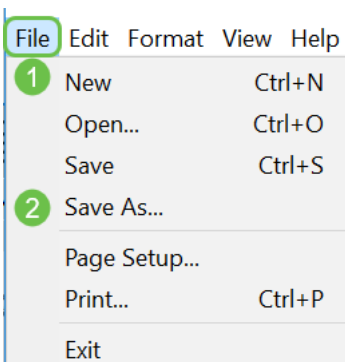 File Edit Format View Help
1 New Ctrl+N
Open... Ctrl+O
Save Ctrl+S
2 Save As...
Page Setup...
Print... Ctrl+P
Exit